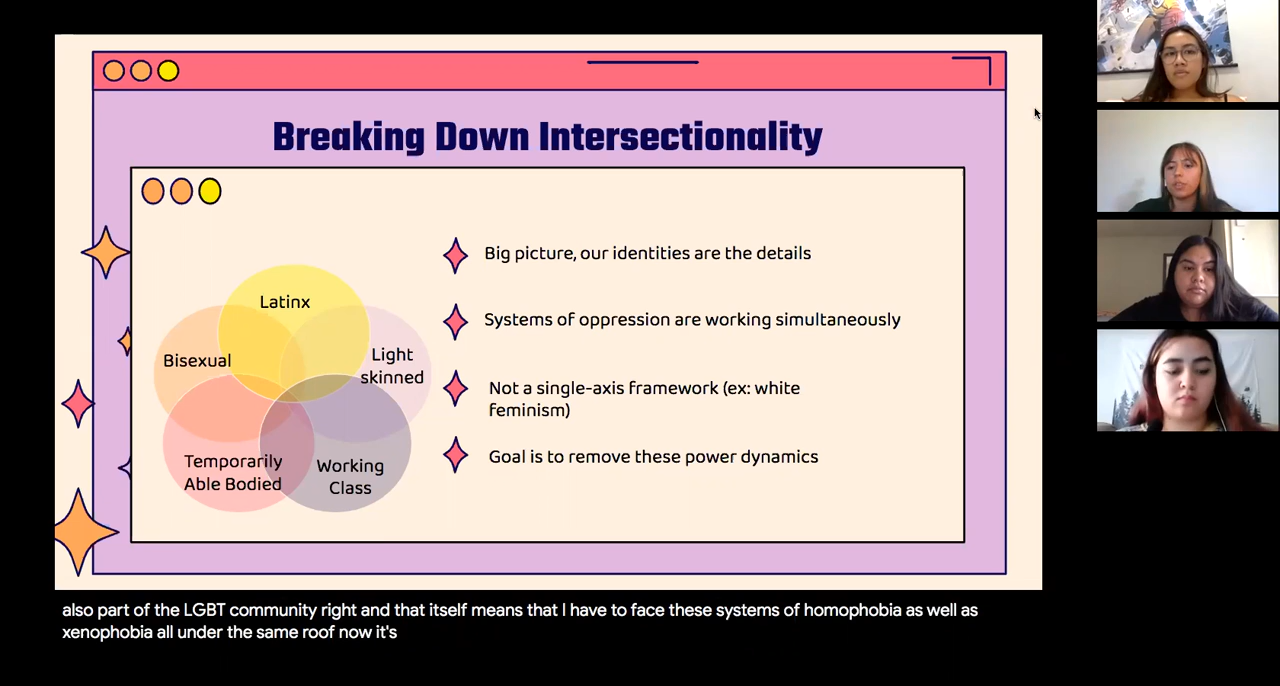 Breaking Down Intersectionality
Latinx
Bisexual
Light
skinned
Temporarily
Able Bodied
Working
Class
Big picture, our identities are the details
Systems of oppression are working simultaneously
Not a single-axis framework (ex: white
feminism)
Goal is to remove these power dynamics
also part of the LGBT community right and that itself means that I have to face these systems of homophobia as well as
xenophobia all under the same roof now it's